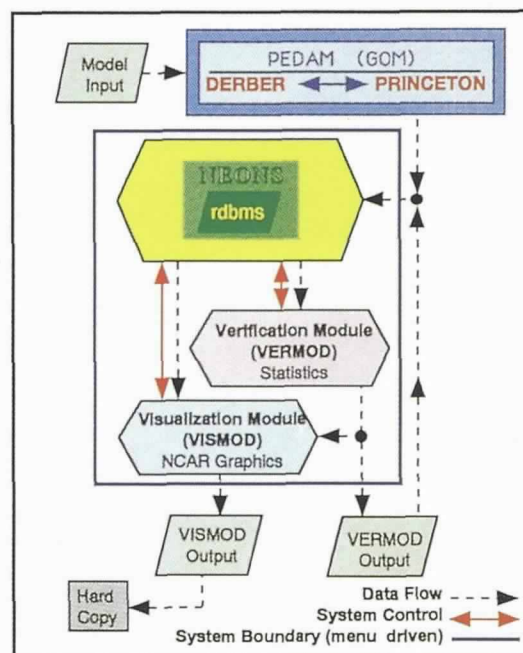 Model
Input
PEDAM (GOM)
DERBER
PRINCETON
NEONS
rdbms
Verification Module
(VERMOD)
Statistics
Visualization Module
(VISMOD)
NCAR Graphics
VISMOD
Output
VERMOD
Output
Hard
Copy
Data Flow
System Control
System Boundary (menu driven)